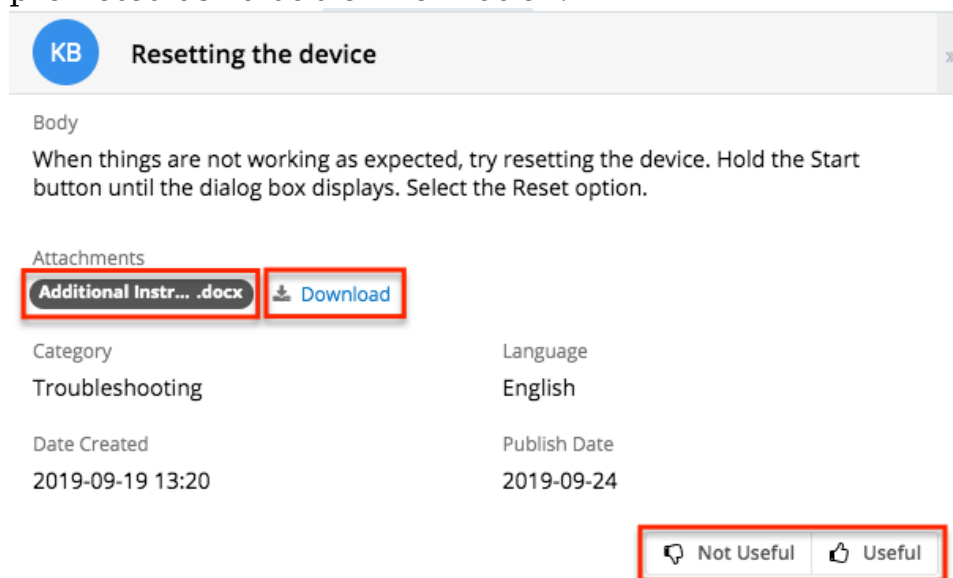 KB Resetting the device »
Body
When things are not working as expected, try resetting the device. Hold the Start
button until the dialog box displays. Select the Reset option.
Attachments
Additional Instr... .docx Download
Category Language
Troubleshooting English
Date Created Publish Date
2019-09-19 13:20 2019-09-24
Not Useful Useful